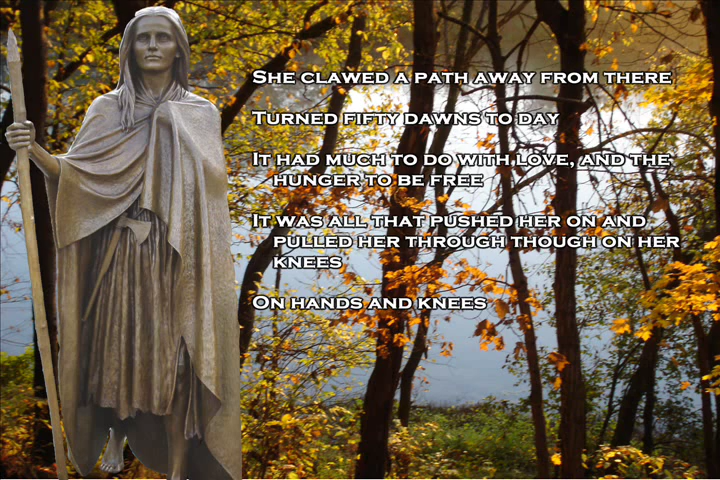 She clawed a path away from there
Turned fifty dawns to day
It had much to do with love, and the
hunger to be free
It was all that pushed her on and
pulled her through though on her
knees
On hands and knees